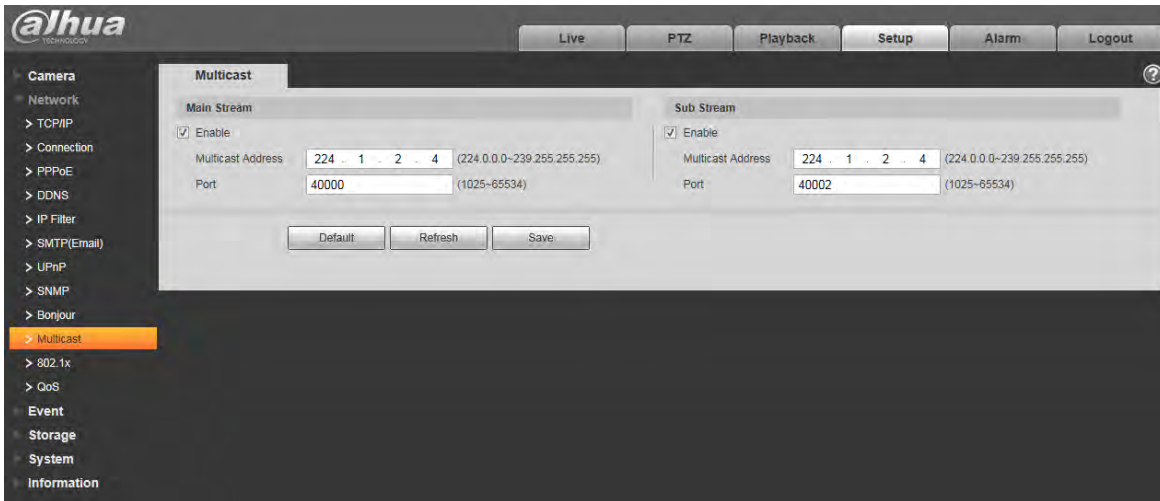 alhua
TECHNOLOGY
Live PTZ Playback Setup Alarm Logout
Camera
Network
> TCP/IP
> Connection
> PPPoE
> DDNS
> IP Filter
> SMTP(Email)
> UPnP
> SNMP
> Bonjour
> Multicast
> 802.1x
> QoS
Event
Storage
System
Information
Multicast
?
Main Stream
Enable
Multicast Address 224 . 1 . 2 . 4 (224.0.0.0~239.255.255.255)
Port 40000 (1025~65534)
Sub Stream
Enable
Multicast Address 224 . 1 . 2 . 4 (224.0.0.0~239.255.255.255)
Port 40002 (1025~65534)
Default Refresh Save